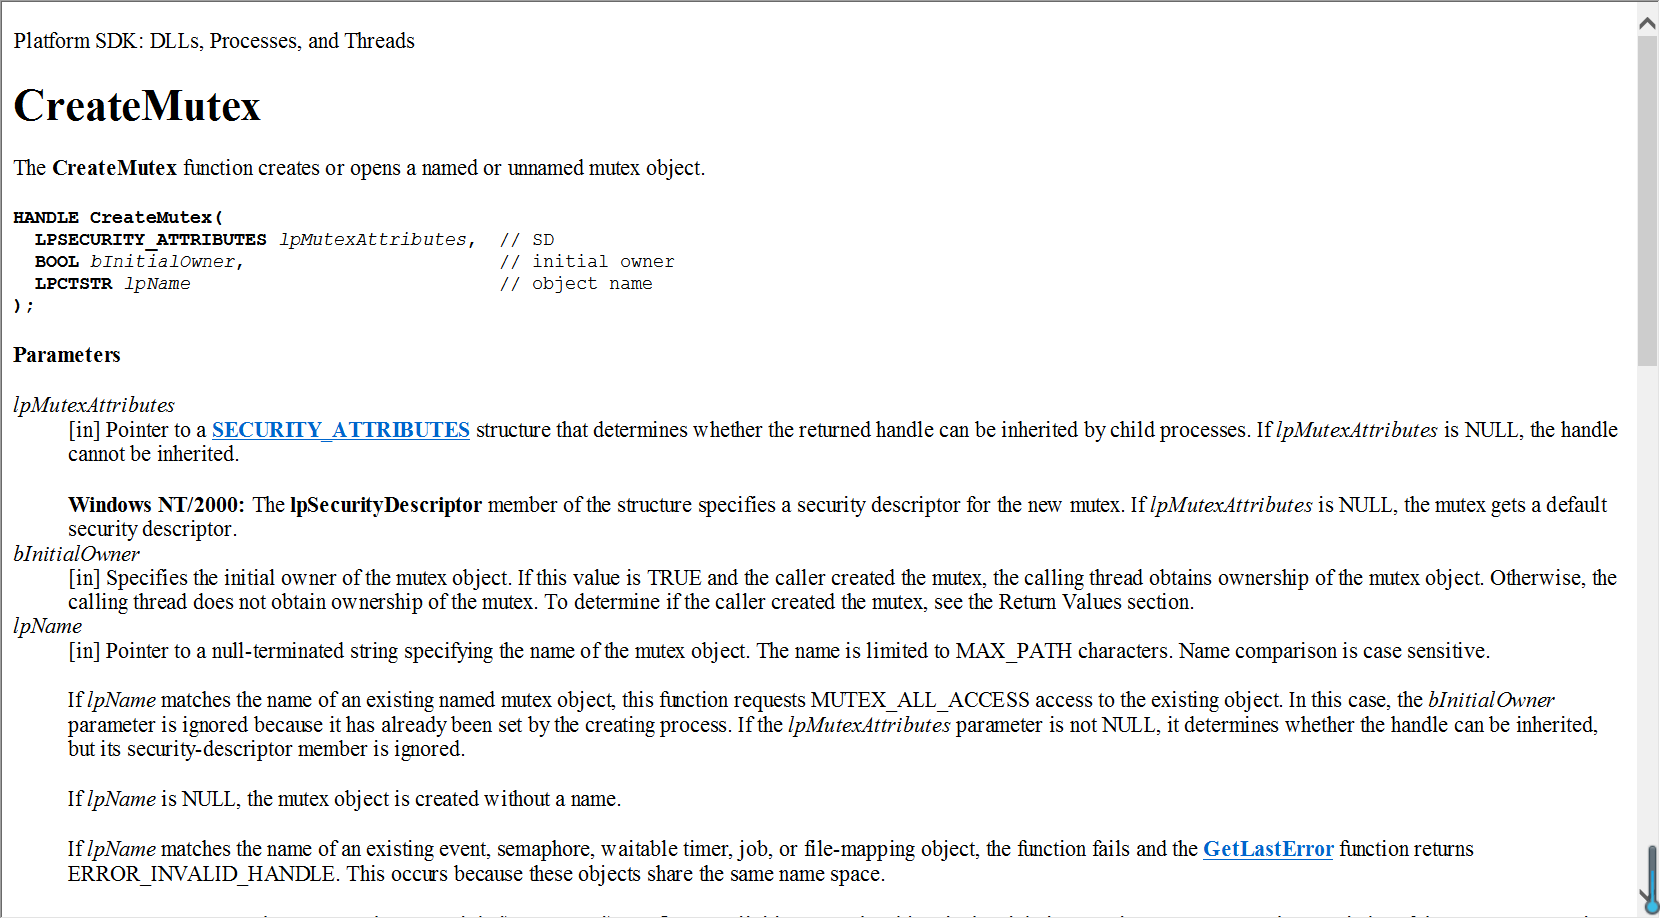 Platform SDK: DLLs, Processes, and Threads
CreateMutex
The CreateMutex function creates or opens a named or unnamed mutex object.
HANDLE CreateMutex(
  LPSECURITY_ATTRIBUTES lpMutexAttributes,  // SD
  BOOL bInitialOwner,                       // initial owner
  LPCTSTR lpName                            // object name
);
Parameters
lpMutexAttributes
[in] Pointer to a SECURITY_ATTRIBUTES structure that determines whether the returned handle can be inherited by child processes. If lpMutexAttributes is NULL, the handle
cannot be inherited.
Windows NT/2000: The lpSecurityDescriptor member of the structure specifies a security descriptor for the new mutex. If lpMutexAttributes is NULL, the mutex gets a default
security descriptor.
bInitialOwner
[in] Specifies the initial owner of the mutex object. If this value is TRUE and the caller created the mutex, the calling thread obtains ownership of the mutex object. Otherwise, the
calling thread does not obtain ownership of the mutex. To determine if the caller created the mutex, see the Return Values section.
lpName
[in] Pointer to a null-terminated string specifying the name of the mutex object. The name is limited to MAX_PATH characters. Name comparison is case sensitive.
If lpName matches the name of an existing named mutex object, this function requests MUTEX_ALL_ACCESS access to the existing object. In this case, the bInitialOwner
parameter is ignored because it has already been set by the creating process. If the lpMutexAttributes parameter is not NULL, it determines whether the handle can be inherited,
but its security-descriptor member is ignored.
If lpName is NULL, the mutex object is created without a name.
If lpName matches the name of an existing event, semaphore, waitable timer, job, or file-mapping object, the function fails and the GetLastError function returns
ERROR_INVALID_HANDLE. This occurs because these objects share the same name space.